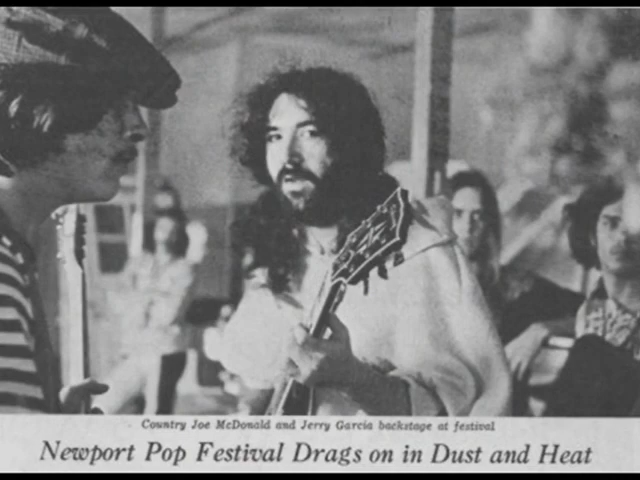 Country Joe McDonald and Jerry Garcia backstage at festival
Newport Pop Festival Drags on in Dust and Heat